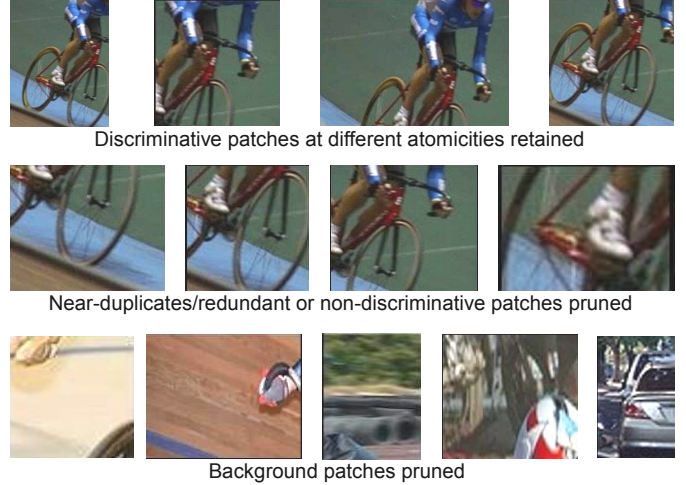 Discriminative patches at different atomicities retained
Near-duplicates/redundant or non-discriminative patches pruned
Background patches pruned